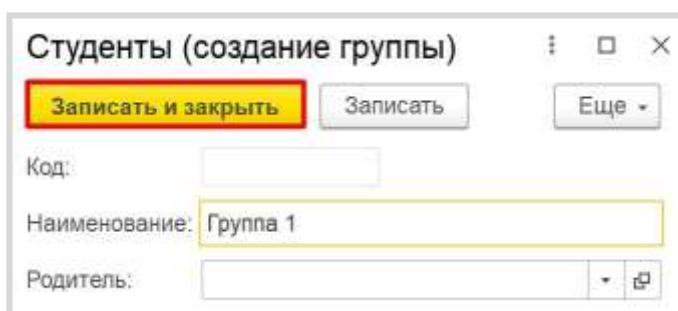 Студенты (создание группы)
Записать и закрыть Записать Еще
Код:
Наименование: Группа 1
Родитель: